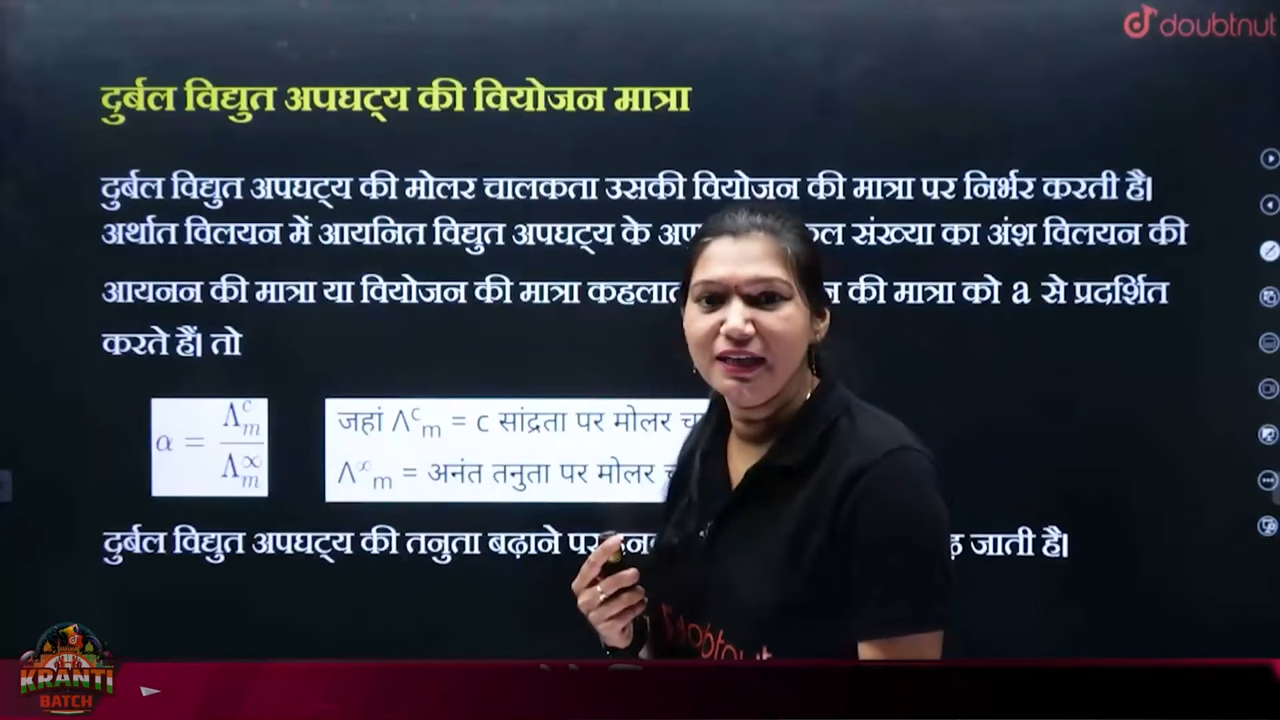 doubtnut
दुर्बल विद्युत अपघट्य की वियोजन मात्रा
दुर्बल विद्युत अपघट्य की मोलर चालकता उसकी वियोजन की मात्रा पर निर्भर करती है।
अर्थात विलयन में आयनित विद्युत अपघट्य के संख्या का अंश विलयन की
आयनन की मात्रा या वियोजन की मात्रा की मात्रा को a से प्रदर्शित
करते हैं। तो
α = Λᶜₘ / Λ^∞ₘ
जहां Λᶜₘ = c सांद्रता पर मोलर
Λ^∞ₘ = अनंत तनुता पर मोलर
दुर्बल विद्युत अपघट्य की तनुता बढ़ाने पर जाती है।
doubtnut
KRANTI
BATCH